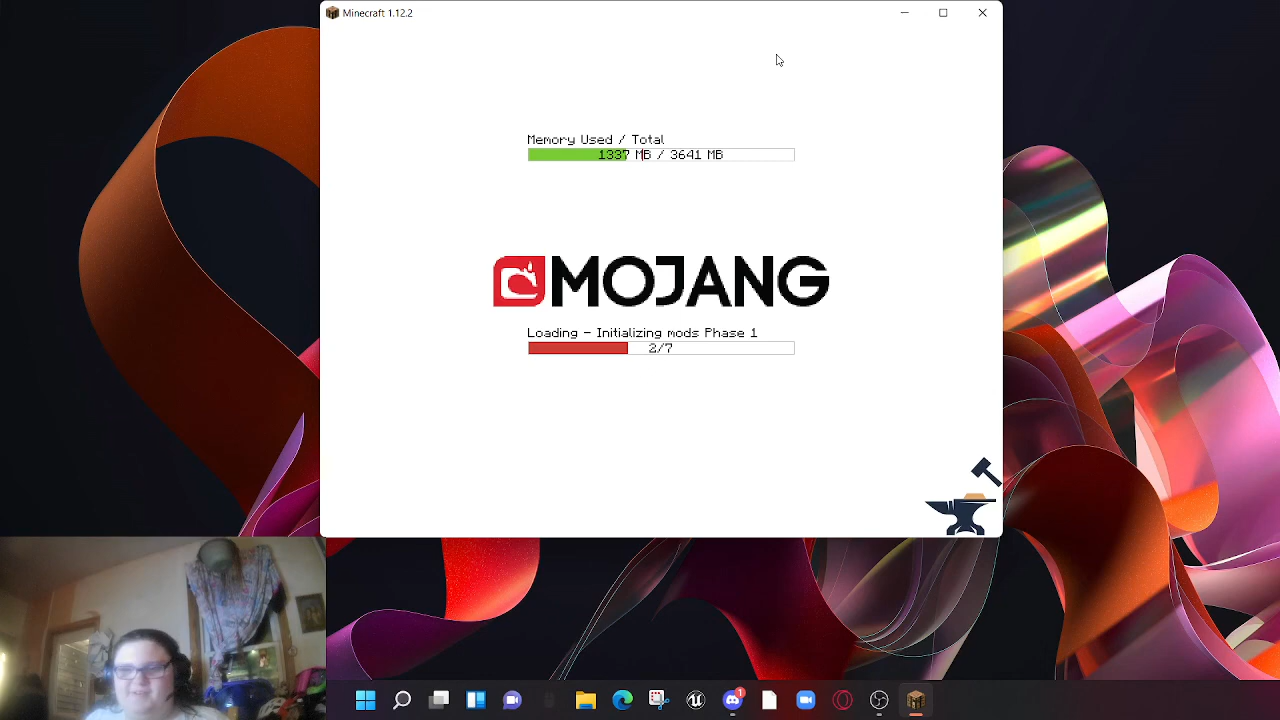 Minecraft 1.12.2
Memory Used / Total
1337 MB / 3641 MB
MOJANG
Loading - Initializing mods Phase 1
2/7
1